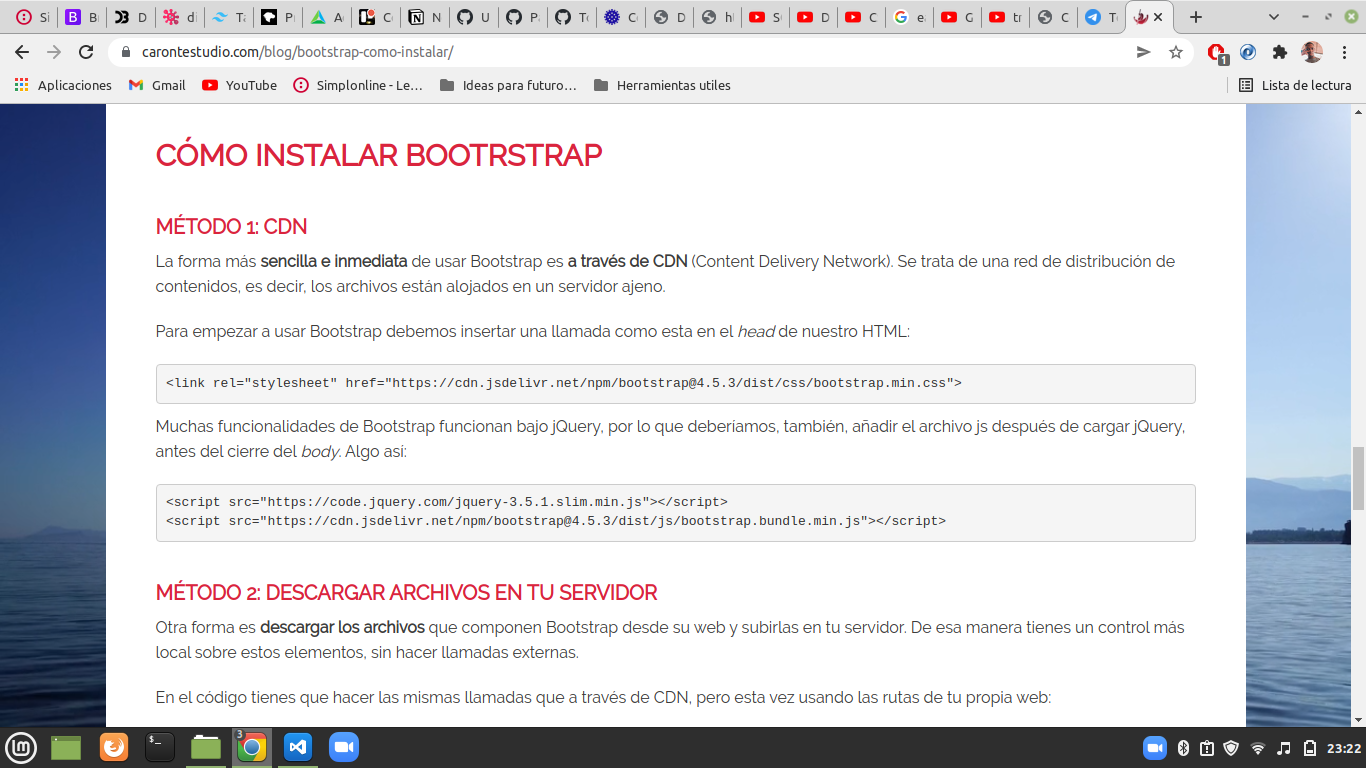 Si
B
D
di
Ta
Pi
A
Co
N
U
Pa
To
Co
D
hi
Su
D
C
ea
G
tr
C
Te
carontestudio.com/blog/bootstrap-como-instalar/
1
Aplicaciones
Gmail
YouTube
Simplonline - Le...
Ideas para futuro...
Herramientas utiles
Lista de lectura
CÓMO INSTALAR BOOTRSTRAP
MÉTODO 1: CDN
La forma más sencilla e inmediata de usar Bootstrap es a través de CDN (Content Delivery Network). Se trata de una red de distribución de
contenidos, es decir, los archivos están alojados en un servidor ajeno.
Para empezar a usar Bootstrap debemos insertar una llamada como esta en el head de nuestro HTML:
<link rel="stylesheet" href="https://cdn.jsdelivr.net/npm/bootstrap@4.5.3/dist/css/bootstrap.min.css">
Muchas funcionalidades de Bootstrap funcionan bajo jQuery, por lo que deberiamos, también, añadir el archivo js después de cargar jQuery,
antes del cierre del body. Algo asi:
<script src="https://code.jquery.com/jquery-3.5.1.slim.min.js"></script>
<script src="https://cdn.jsdelivr.net/npm/bootstrap@4.5.3/dist/js/bootstrap.bundle.min.js"></script>
MÉTODO 2: DESCARGAR ARCHIVOS EN TU SERVIDOR
Otra forma es descargar los archivos que componen Bootstrap desde su web y subirlas en tu servidor. De esa manera tienes un control más
local sobre estos elementos, sin hacer llamadas externas.
En el código tienes que hacer las mismas llamadas que a través de CDN, pero esta vez usando las rutas de tu propia web:
3
23:22